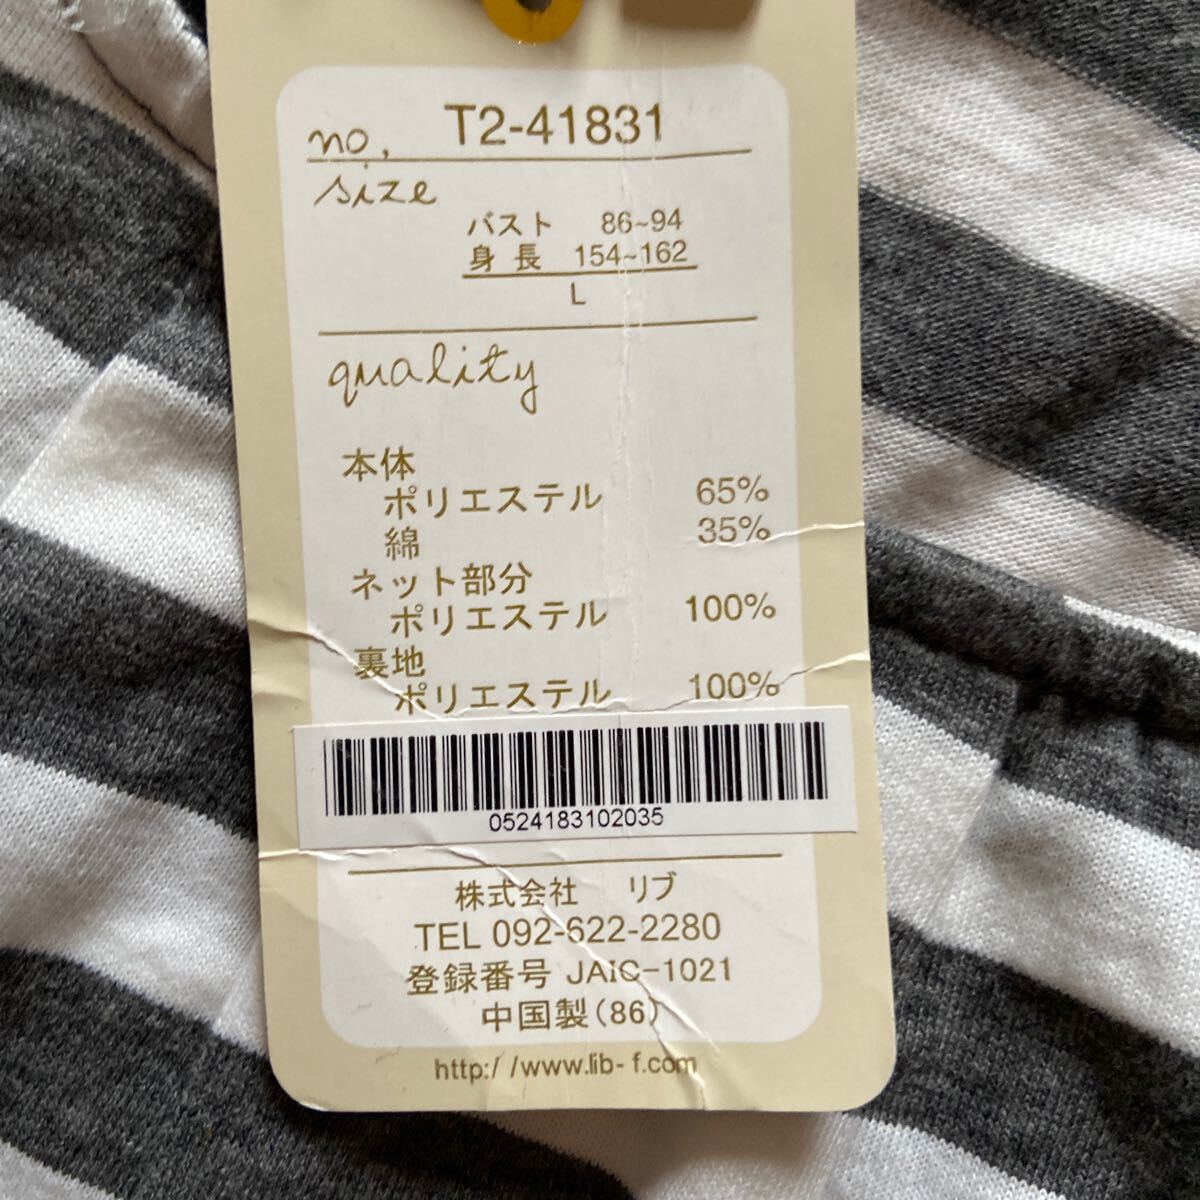 no. T2-41831
size
バスト 86~94
身長 154~162
L
quality
本体
ポリエステル 65%
綿 35%
ネット部分
ポリエステル 100%
裏地
ポリエステル 100%
0524183102035
株式会社 リブ
TEL 092-622-2280
登録番号 JAIC-1021
中国製(86)
http://www.lib-f.com